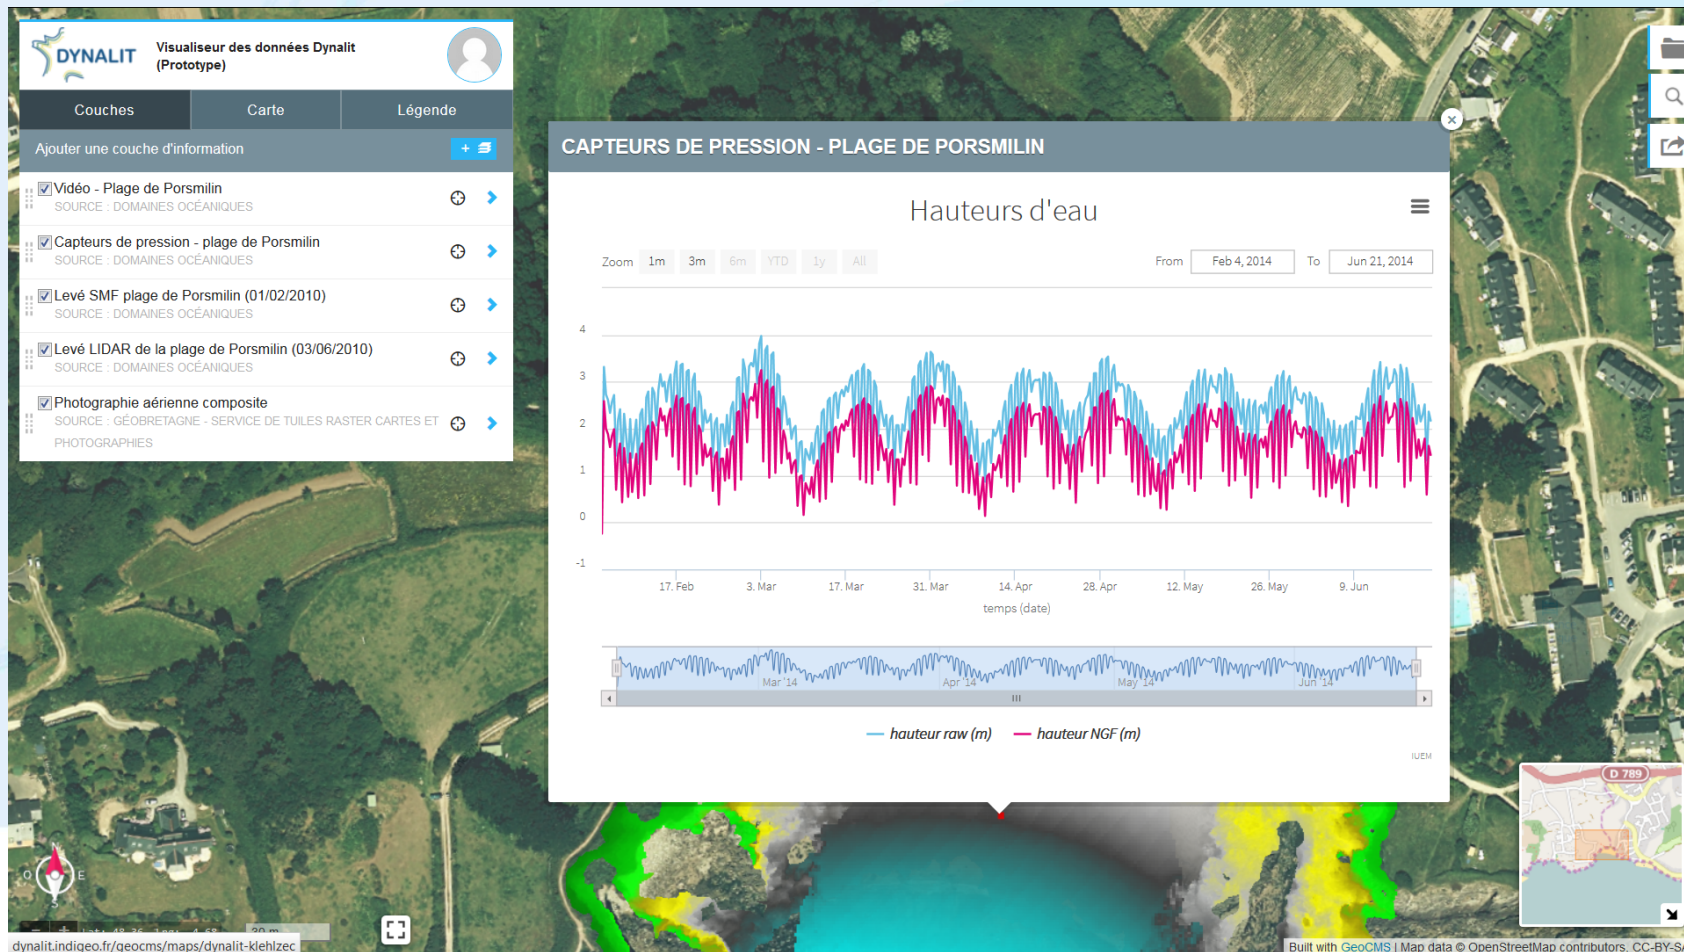 DYNALIT
Visualiseur des données Dynalit
(Prototype)
Couches
Carte
Légende
Ajouter une couche d'information
+
Vidéo - Plage de Porsmilin
SOURCE : DOMAINES OCÉANIQUES
Capteurs de pression - plage de Porsmilin
SOURCE : DOMAINES OCÉANIQUES
Levé SMF plage de Porsmilin (01/02/2010)
SOURCE : DOMAINES OCÉANIQUES
Levé LIDAR de la plage de Porsmilin (03/06/2010)
SOURCE : DOMAINES OCÉANIQUES
Photographie aérienne composite
SOURCE : GÉOBRETAGNE - SERVICE DE TUILES RASTER CARTES ET
PHOTOGRAPHIES
CAPTEURS DE PRESSION - PLAGE DE PORSMILIN
Hauteurs d'eau
Zoom 1m 3m 6m YTD 1y All
From Feb 4, 2014 To Jun 21, 2014
4
3
2
1
0
-1
17. Feb 3. Mar 17. Mar 31. Mar 14. Apr 28. Apr 12. May 26. May 9. Jun
temps (date)
Mar '14 Apr '14 May '14 Jun '14
hauteur raw (m) hauteur NGF (m)
IUEM
D 789
O E
S
20 m
dynalit.indigeo.fr/geocms/maps/dynalit-klehlzec
Built with GeoCMS | Map data © OpenStreetMap contributors, CC-BY-SA